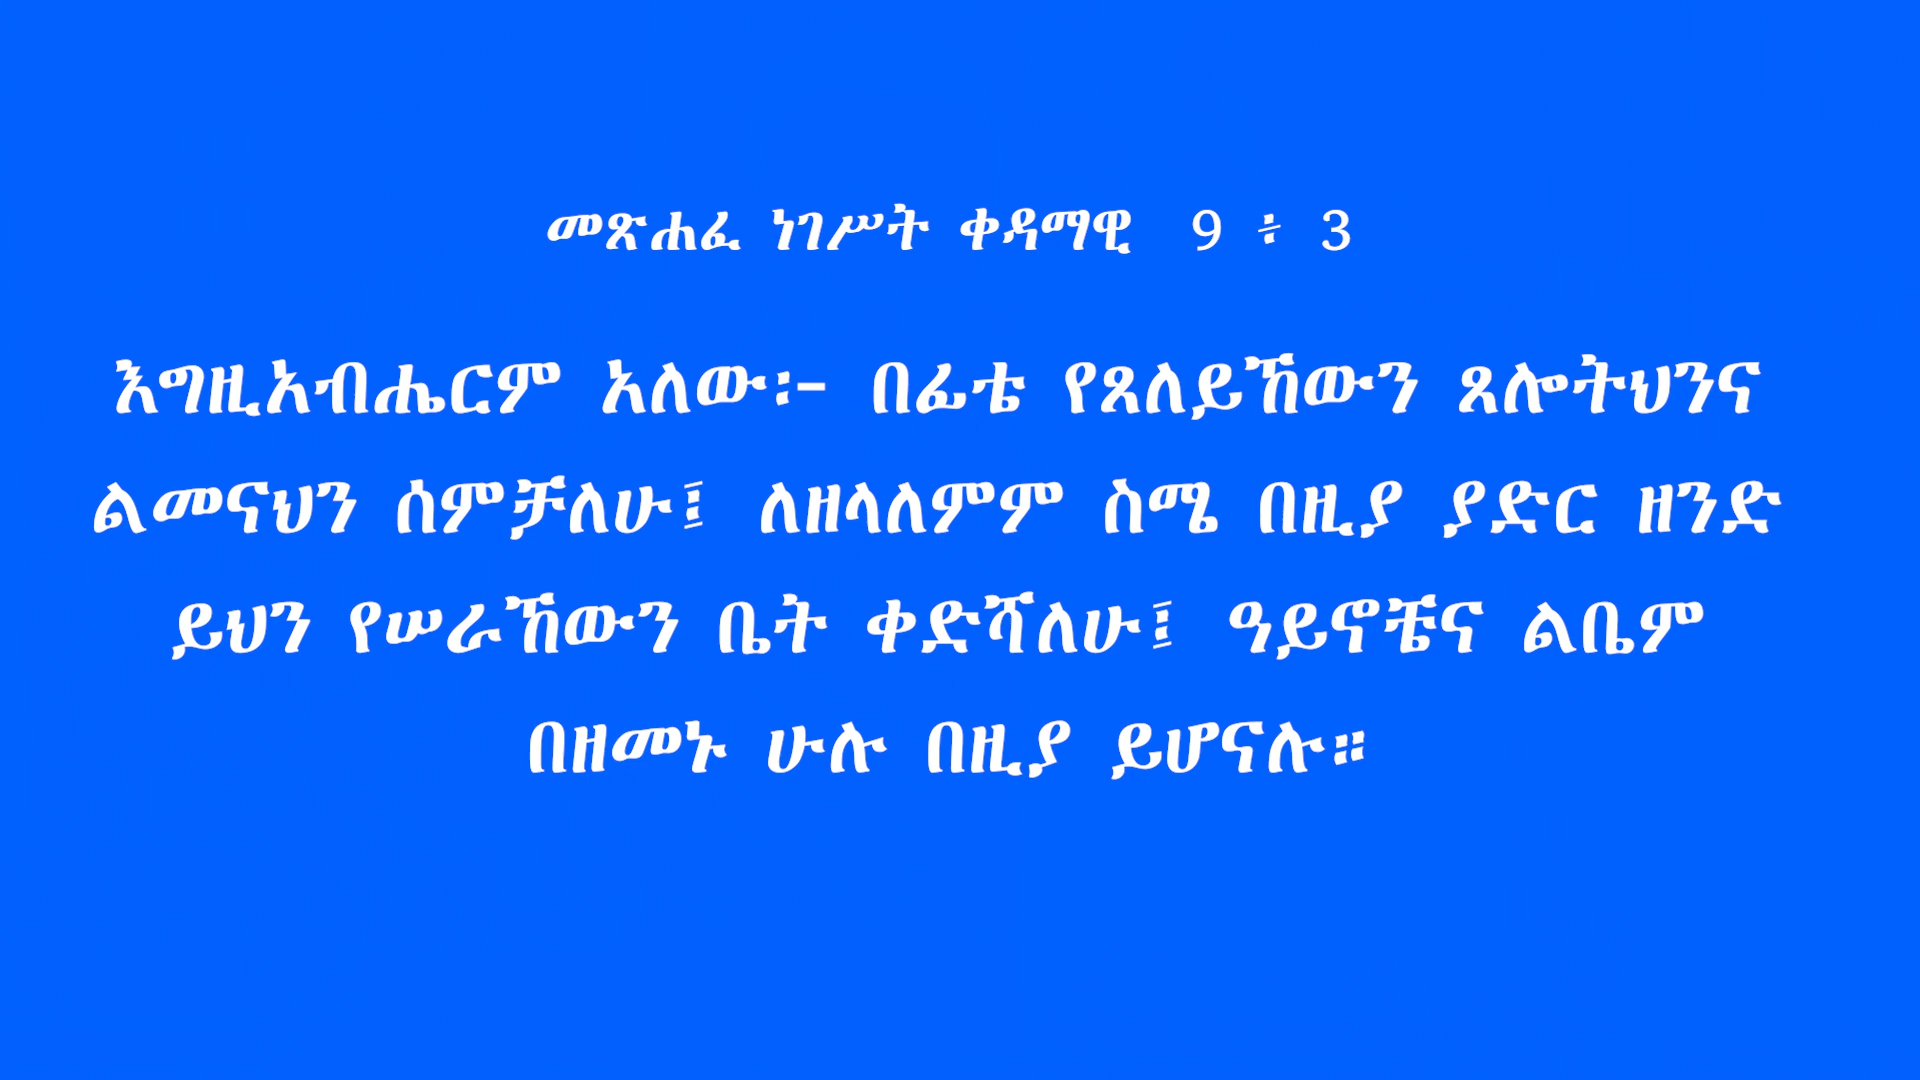 መጽሐፈ ነገሥት ቀዳማዊ 9 ፥ 3
እግዚአብሔርም አለው፡– በፊቴ የጸለይኸውን ጸሎትህንና
ልመናህን ሰምቻለሁ፤ ለዘላለምም ስሜ በዚያ ያድር ዘንድ
ይህን የሠራኸውን ቤት ቀድሻለሁ፤ ዓይኖቼና ልቤም
በዘመኑ ሁሉ በዚያ ይሆናሉ።